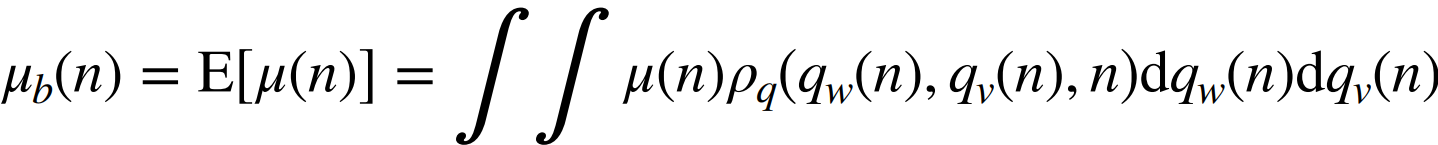 μ_b(n) = E[μ(n)] = ∫∫ μ(n)ρ_q(q_w(n), q_v(n), n)dq_w(n)dq_v(n)